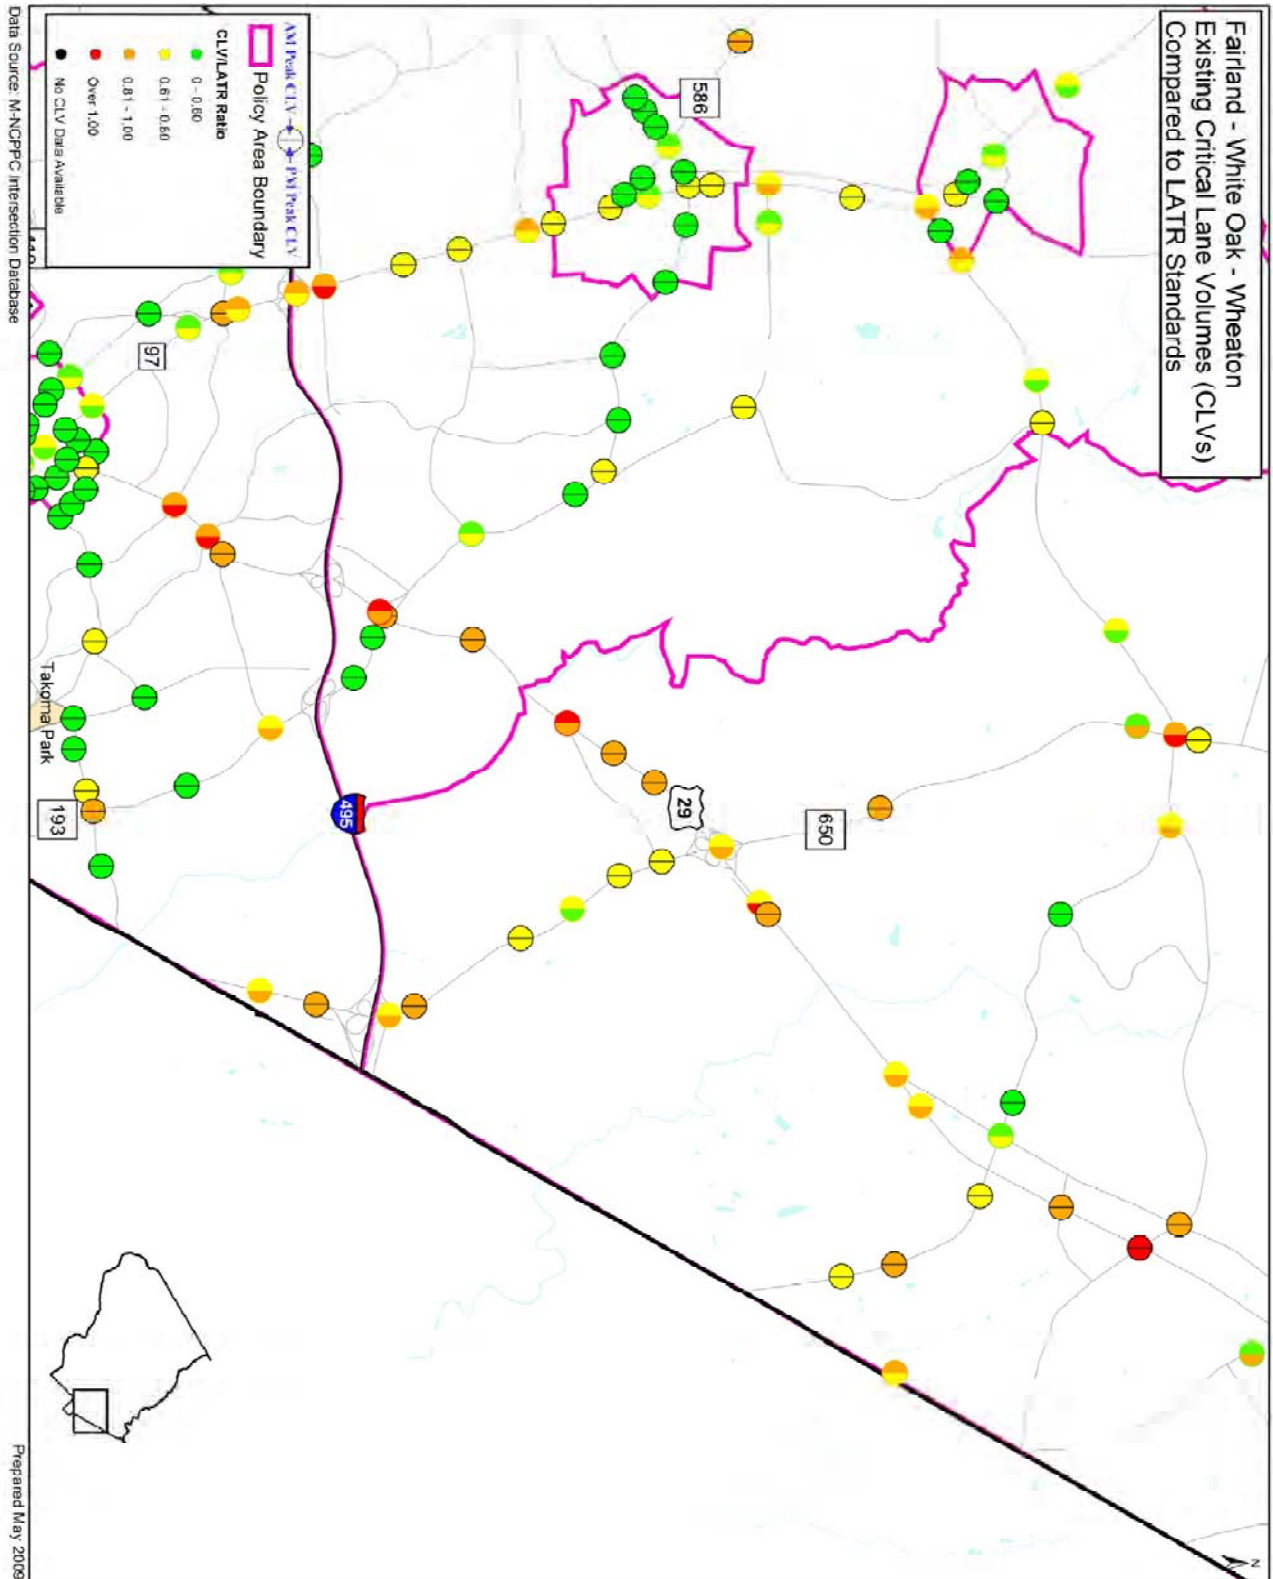 Fairland - White Oak - Wheaton
Existing Critical Lane Volumes (CLVs)
Compared to LATR Standards
586
97
29
650
495
193
Takoma Park
AM Peak CLV
PM Peak CLV
Policy Area Boundary
CLV/LATR Ratio
0 - 0.60
0.61 - 0.80
0.81 - 1.00
Over 1.00
No CLV Data Available
N
Data Source: M-NCPPC Intersection Database
Prepared May 2009